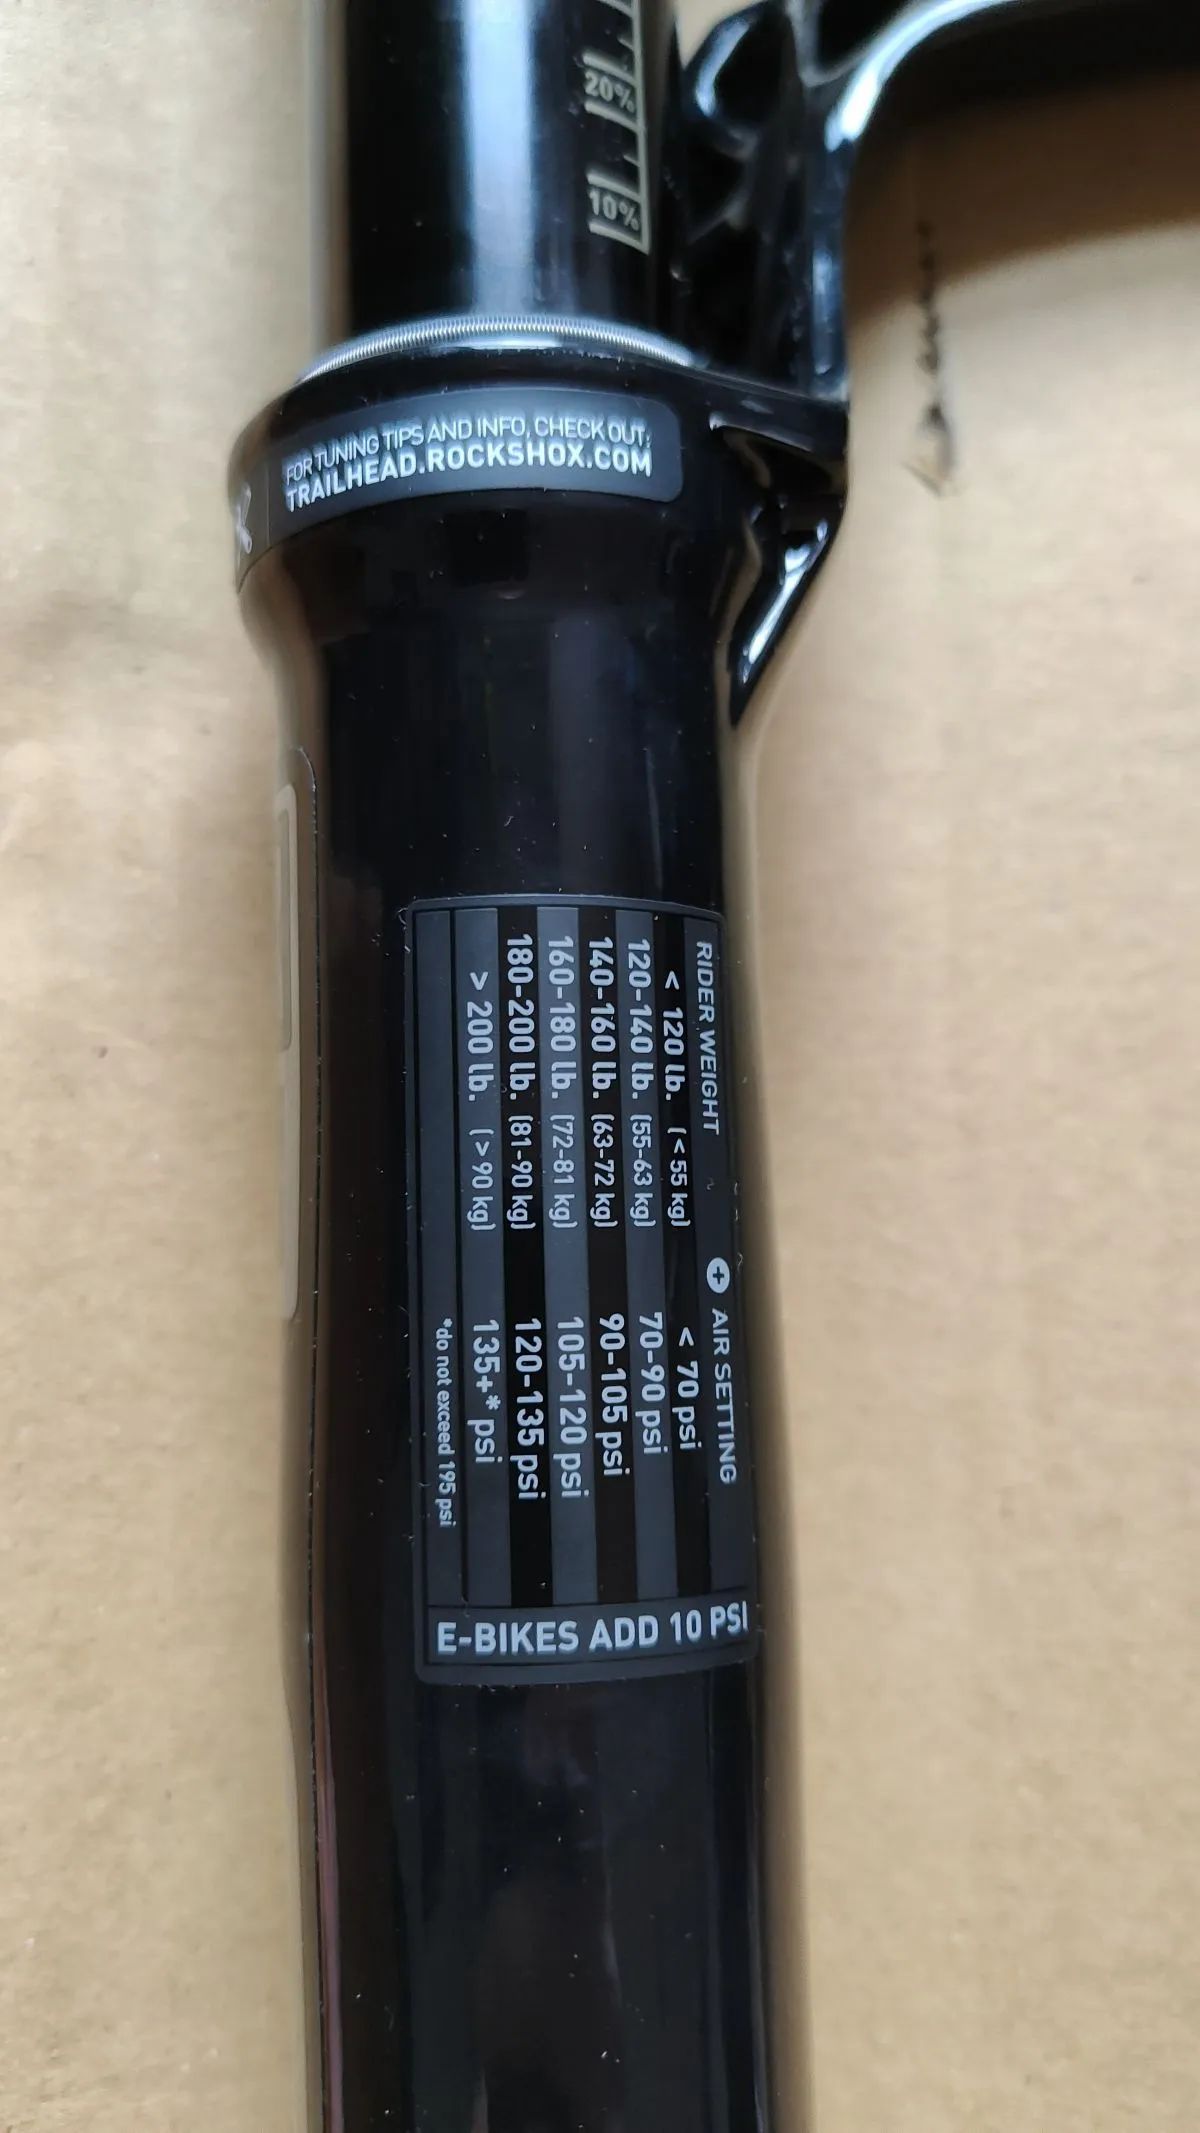 20%
10%
FOR TUNING TIPS AND INFO, CHECK OUT:
TRAILHEAD.ROCKSHOX.COM
RIDER WEIGHT + AIR SETTING
< 120 lb. (< 55 kg) < 70 psi
120-140 lb. (55-63 kg) 70-90 psi
140-160 lb. (63-72 kg) 90-105 psi
160-180 lb. (72-81 kg) 105-120 psi
180-200 lb. (81-90 kg) 120-135 psi
> 200 lb. (> 90 kg) 135+* psi
*do not exceed 195 psi
E-BIKES ADD 10 PSI